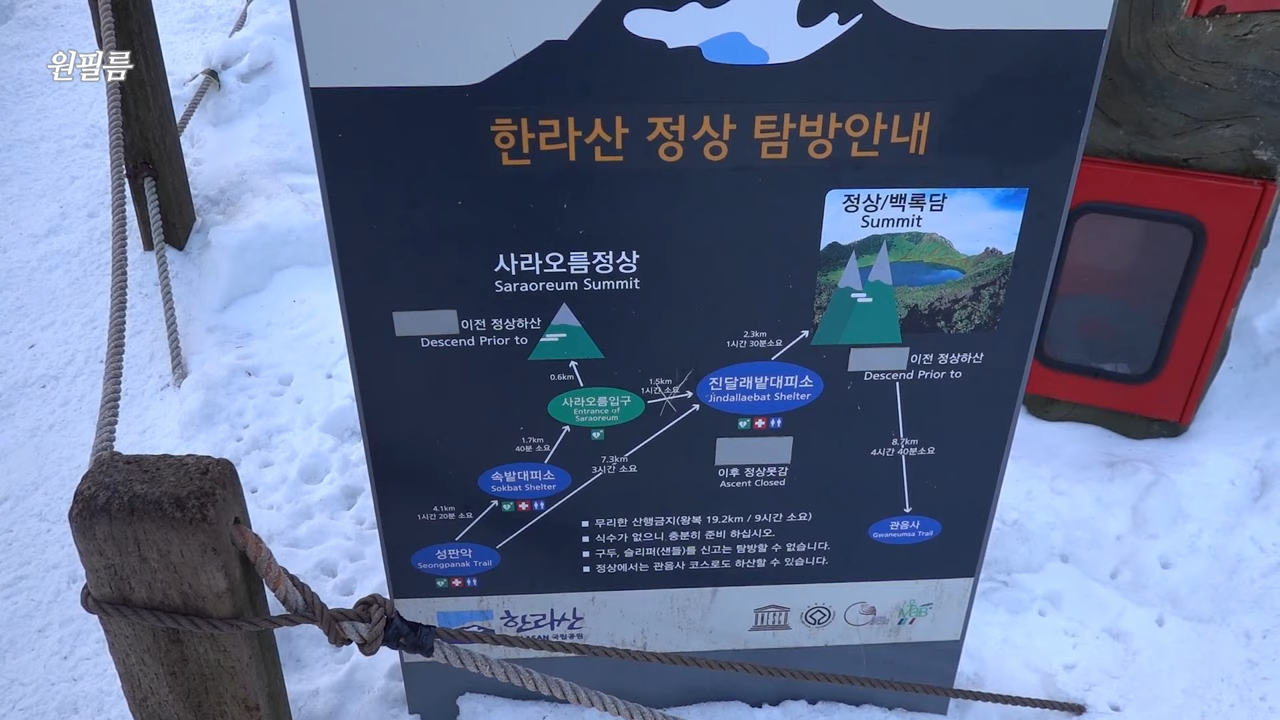 원필름
한라산 정상 탐방안내
정상/백록담
Summit
사라오름정상
Saraoreum Summit
이전 정상하산
Descend Prior to
2.3km
1시간 30분소요
이전 정상하산
Descend Prior to
0.6km
1.5km
1시간 소요
진달래밭대피소
Jindallaebat Shelter
사라오름입구
Entrance of
Saraoreum
1.7km
40분 소요
7.3km
3시간 소요
이후 정상못감
Ascent Closed
8.7km
4시간 40분소요
속밭대피소
Sokbat Shelter
4.1km
1시간 20분 소요
성판악
Seongpanak Trail
관음사
Gwaneumsa Trail
■ 무리한 산행금지(왕복 19.2km / 9시간 소요)
■ 식수가 없으니 충분히 준비 하십시오.
■ 구두, 슬리퍼(샌들)를 신고는 탐방할 수 없습니다.
■ 정상에서는 관음사 코스로도 하산할 수 있습니다.
한라산
국립공원